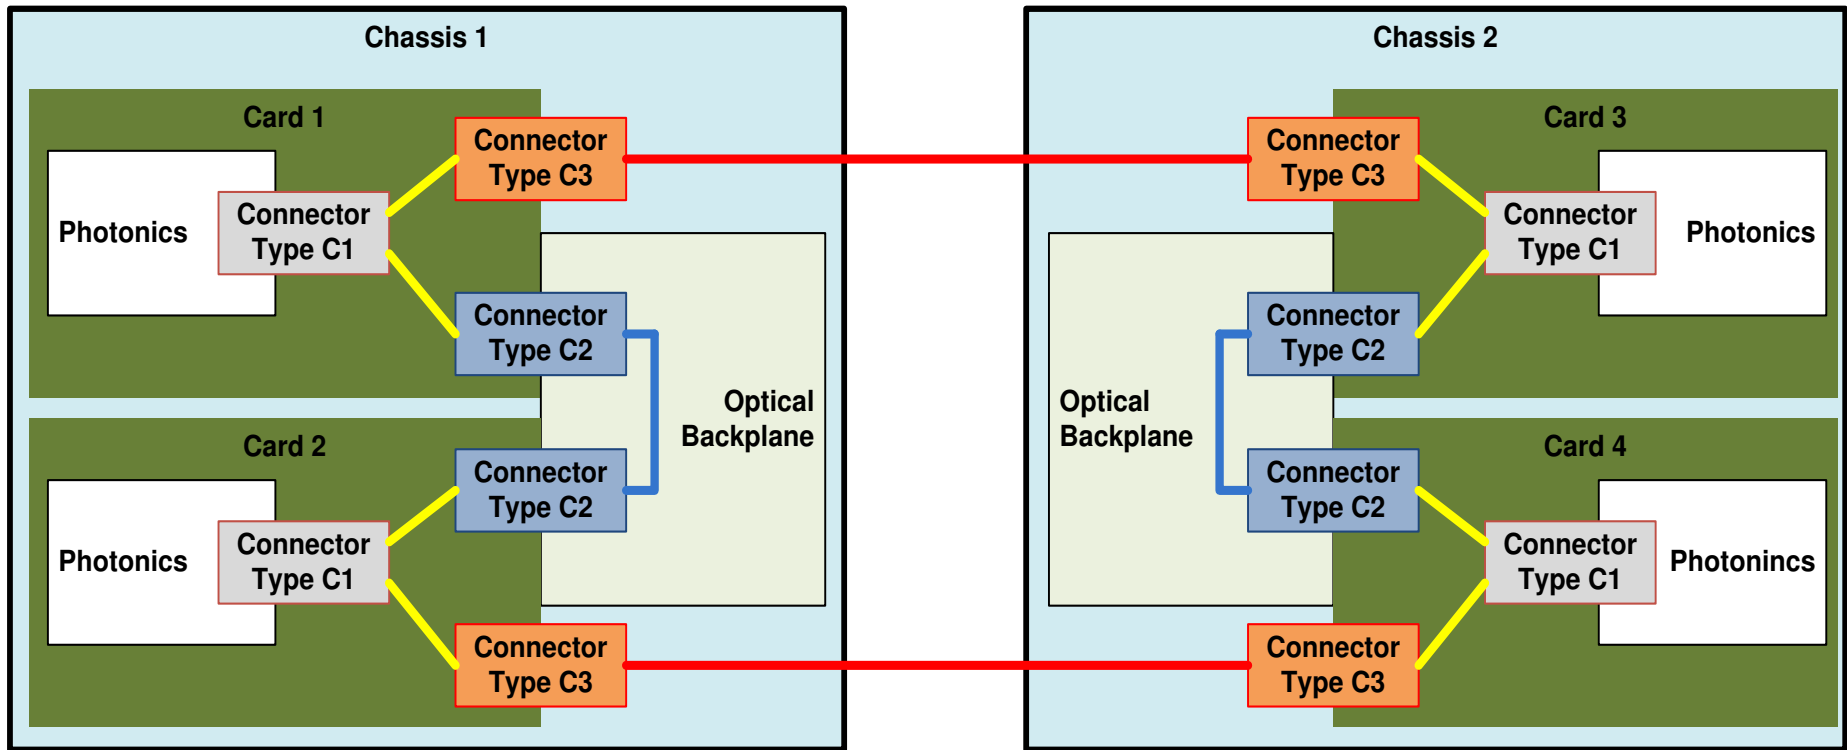 Chassis 1
Card 1
Connector
Type C3
Photonics
Connector
Type C1
Connector
Type C2
Optical
Backplane
Card 2
Connector
Type C2
Photonics
Connector
Type C1
Connector
Type C3
Chassis 2
Card 3
Connector
Type C3
Connector
Type C1
Photonics
Connector
Type C2
Optical
Backplane
Card 4
Connector
Type C2
Connector
Type C1
Photonincs
Connector
Type C3